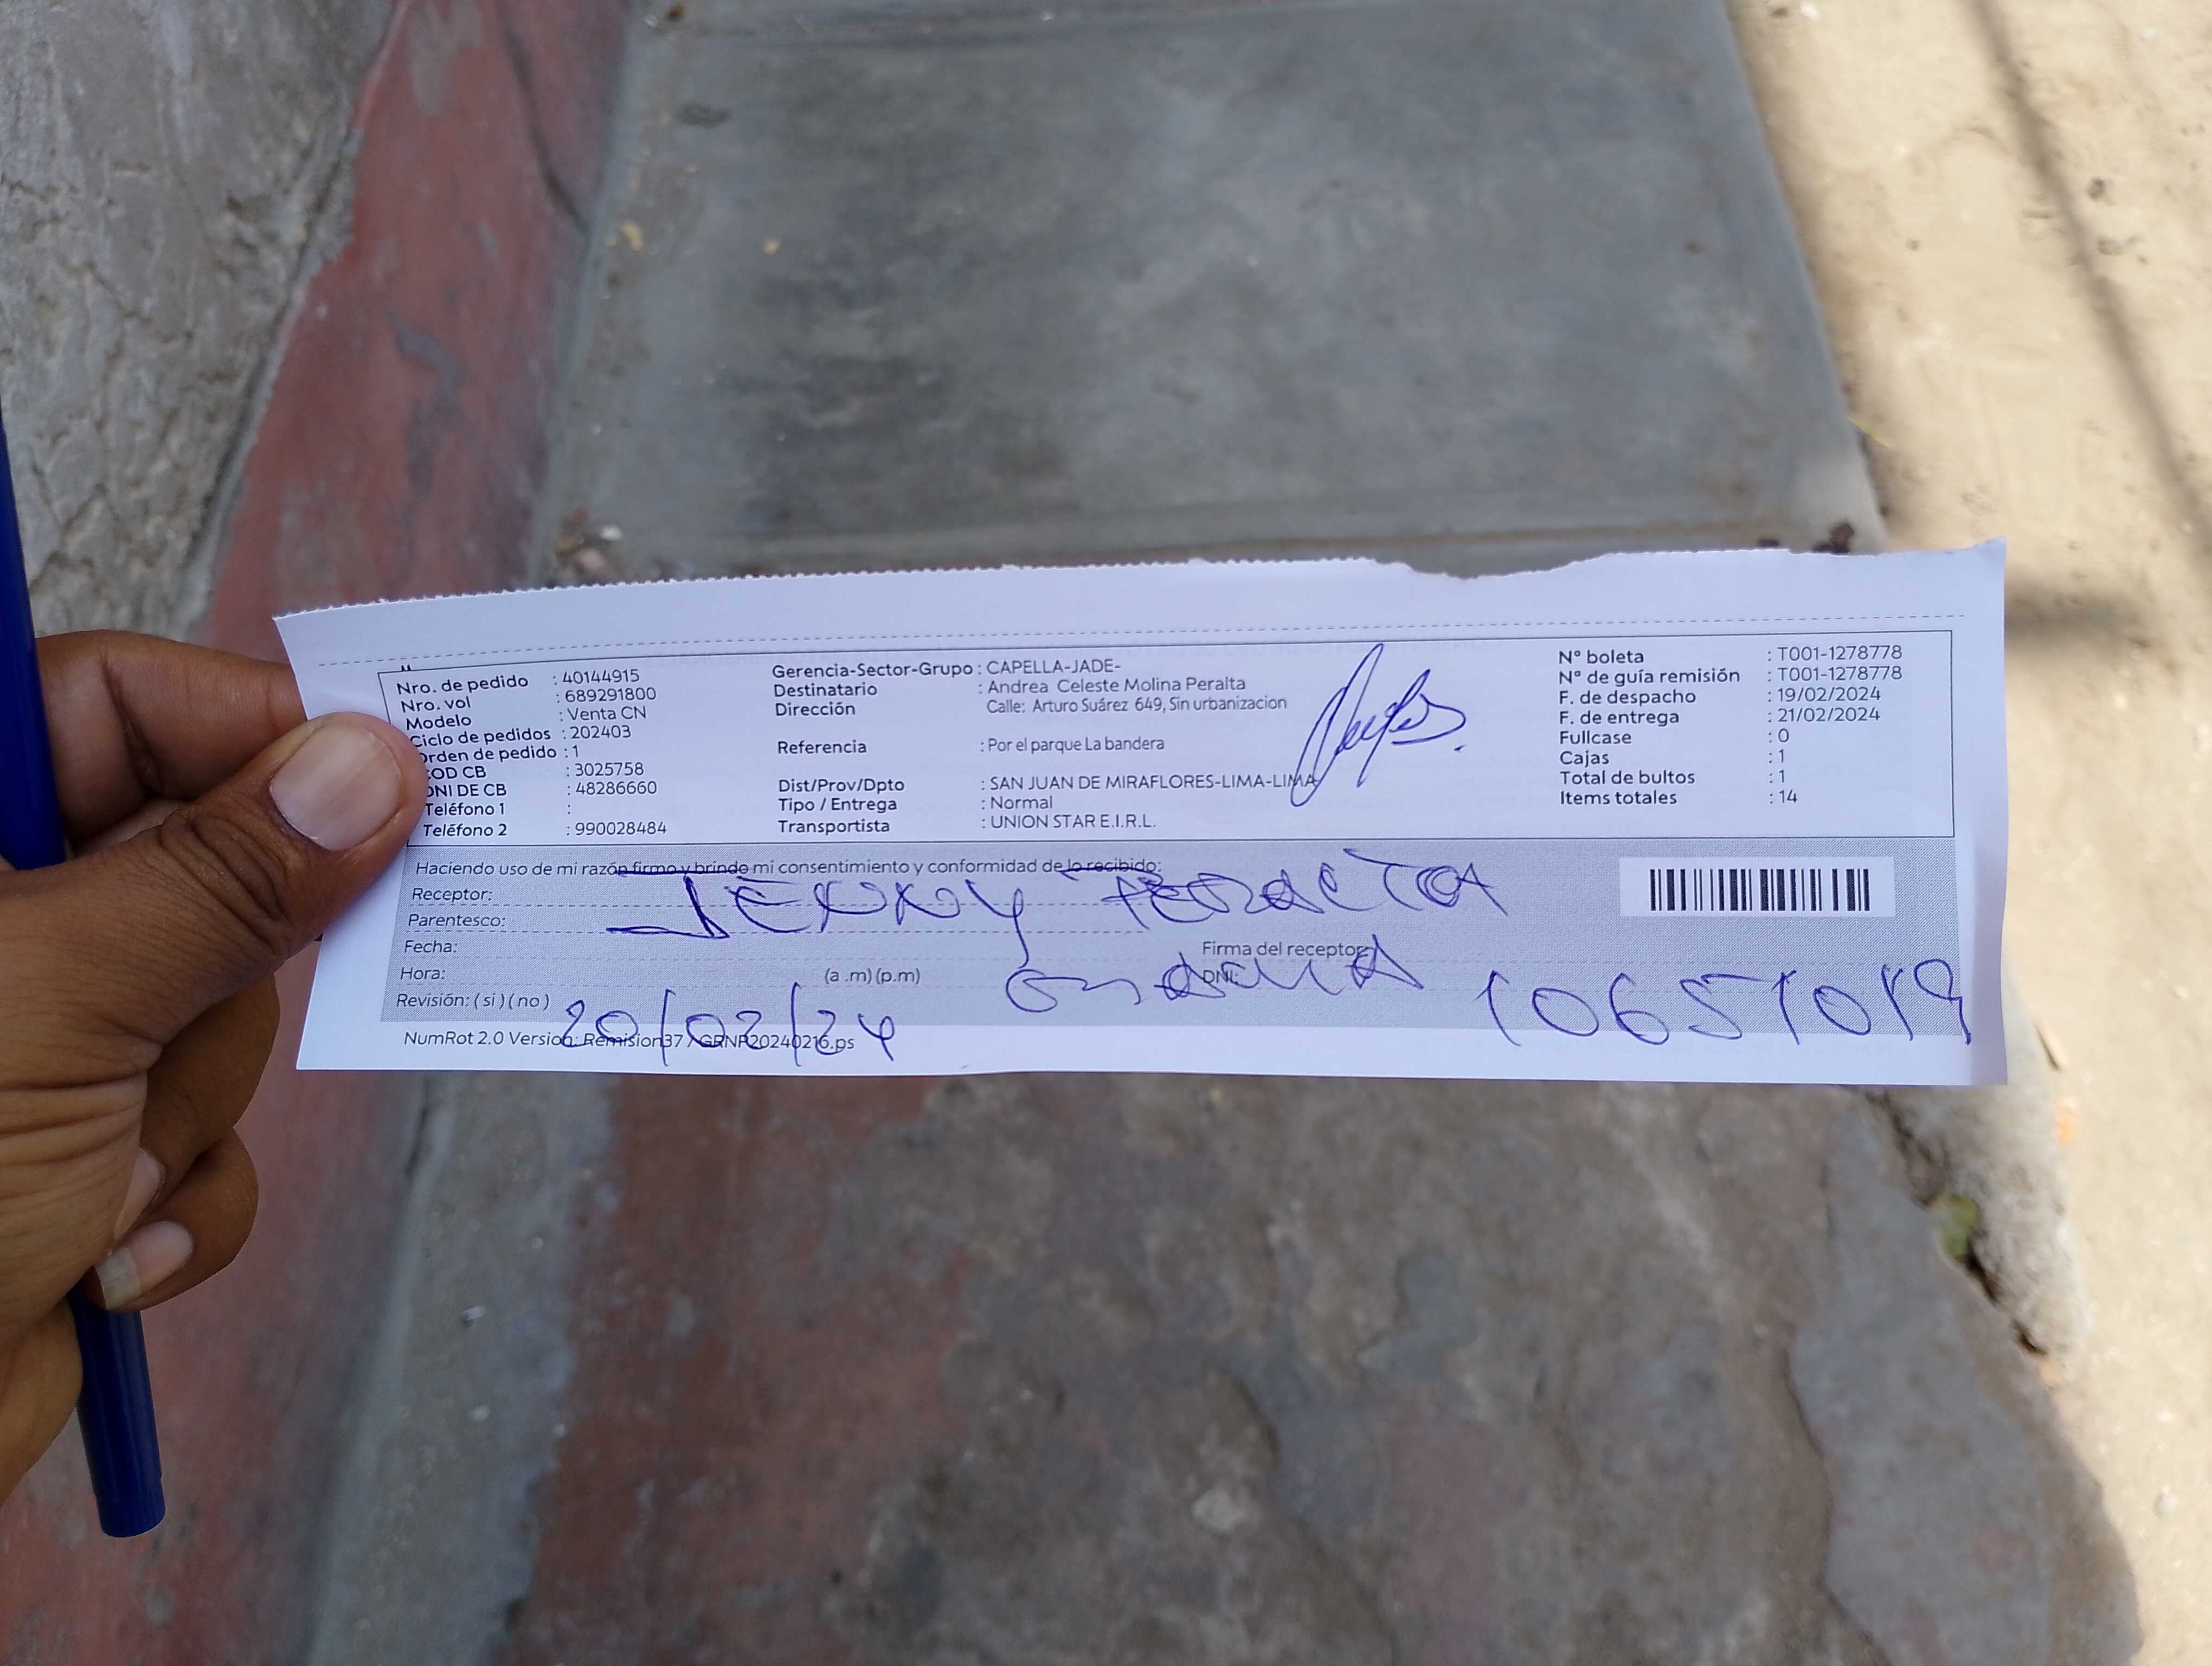 Nro. de pedido : 40144915
Nro. vol : 689291800
Modelo : Venta CN
Ciclo de pedidos : 202403
Orden de pedido : 1
COD CB : 3025758
DNI DE CB : 48286660
Teléfono 1 :
Teléfono 2 : 990028484
Gerencia-Sector-Grupo : CAPELLA-JADE-
Destinatario : Andrea Celeste Molina Peralta
Dirección Calle: Arturo Suárez 649, Sin urbanizacion
Referencia : Por el parque La bandera
Dist/Prov/Dpto : SAN JUAN DE MIRAFLORES-LIMA-LIMA
Tipo / Entrega : Normal
Transportista : UNION STAR E.I.R.L.
N° boleta : T001-1278778
N° de guía remisión : T001-1278778
F. de despacho : 19/02/2024
F. de entrega : 21/02/2024
Fullcase : 0
Cajas : 1
Total de bultos : 1
Items totales : 14
Haciendo uso de mi razón firmo y brindo mi consentimiento y conformidad de lo recibido:
Receptor:
JENNY PERALTA
Parentesco:
Fecha:
Firma del receptor
Hora: (a .m) (p.m)
DNI:
10651019
Revisión: ( si ) ( no )
20/02/24
NumRot 2.0 Version: Remision37 / GRNP20240216.ps